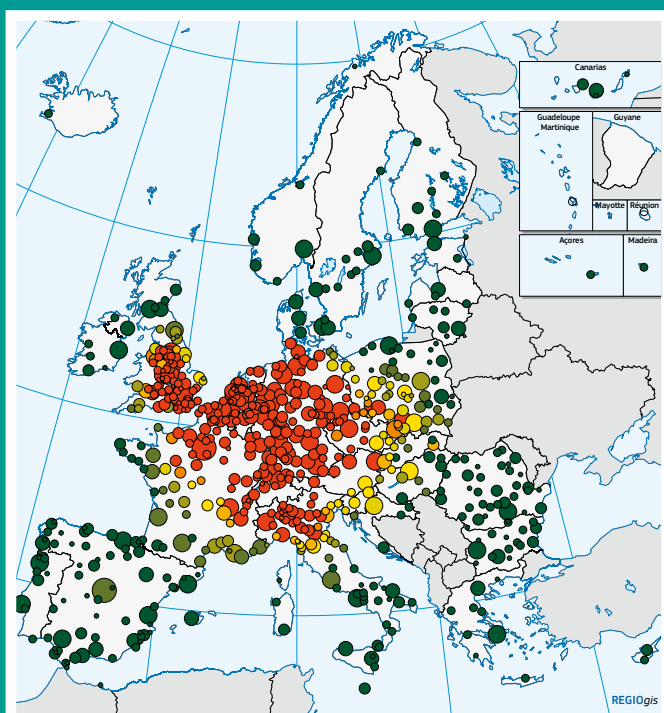 Canarias
Guadeloupe
Martinique
Guyane
Mayotte
Réunion
Açores
Madeira
REGIOgis